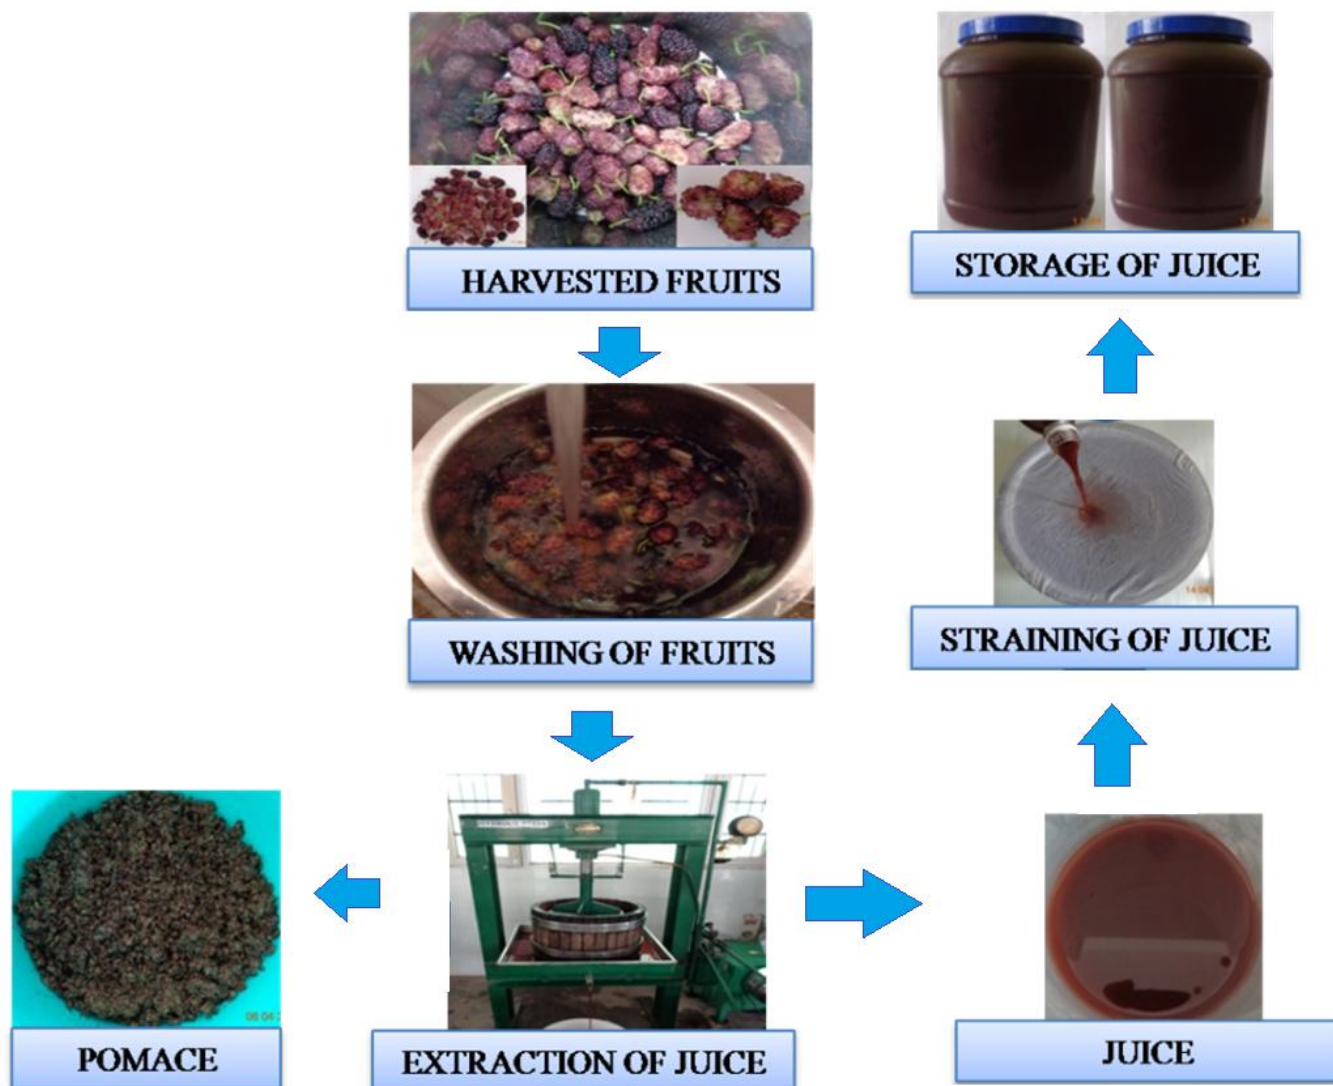 HARVESTED FRUITS
STORAGE OF JUICE
WASHING OF FRUITS
STRAINING OF JUICE
POMACE
EXTRACTION OF JUICE
JUICE